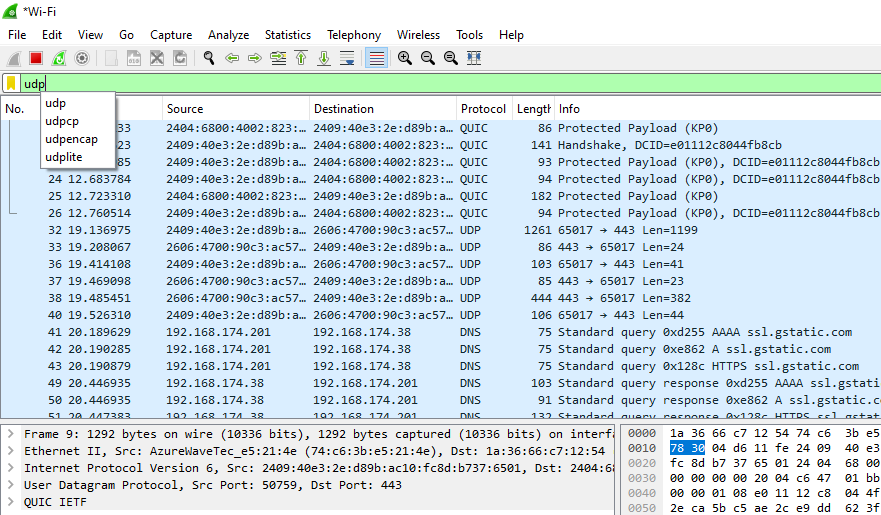 *Wi-Fi
File Edit View Go Capture Analyze Statistics Telephony Wireless Tools Help
udp
udp
udpcp
udpencap
udplite
No. Source Destination Protocol Length Info
33 2404:6800:4002:823:… 2409:40e3:2e:d89b:a… QUIC 86 Protected Payload (KP0)
23 2409:40e3:2e:d89b:a… 2404:6800:4002:823:… QUIC 141 Handshake, DCID=e01112c8044fb8cb
85 2409:40e3:2e:d89b:a… 2404:6800:4002:823:… QUIC 93 Protected Payload (KP0), DCID=e01112c8044fb8cb
24 12.683784 2409:40e3:2e:d89b:a… 2404:6800:4002:823:… QUIC 94 Protected Payload (KP0), DCID=e01112c8044fb8cb
25 12.723310 2404:6800:4002:823:… 2409:40e3:2e:d89b:a… QUIC 182 Protected Payload (KP0)
26 12.760514 2409:40e3:2e:d89b:a… 2404:6800:4002:823:… QUIC 94 Protected Payload (KP0), DCID=e01112c8044fb8cb
32 19.136975 2409:40e3:2e:d89b:a… 2606:4700:90c3:ac57… UDP 1261 65017 → 443 Len=1199
33 19.208067 2606:4700:90c3:ac57… 2409:40e3:2e:d89b:a… UDP 86 443 → 65017 Len=24
36 19.414108 2409:40e3:2e:d89b:a… 2606:4700:90c3:ac57… UDP 103 65017 → 443 Len=41
37 19.469098 2606:4700:90c3:ac57… 2409:40e3:2e:d89b:a… UDP 85 443 → 65017 Len=23
38 19.485451 2606:4700:90c3:ac57… 2409:40e3:2e:d89b:a… UDP 444 443 → 65017 Len=382
40 19.526310 2409:40e3:2e:d89b:a… 2606:4700:90c3:ac57… UDP 106 65017 → 443 Len=44
41 20.189629 192.168.174.201 192.168.174.38 DNS 75 Standard query 0xd255 AAAA ssl.gstatic.com
42 20.190285 192.168.174.201 192.168.174.38 DNS 75 Standard query 0xe862 A ssl.gstatic.com
43 20.190879 192.168.174.201 192.168.174.38 DNS 75 Standard query 0x128c HTTPS ssl.gstatic.com
49 20.446935 192.168.174.38 192.168.174.201 DNS 103 Standard query response 0xd255 AAAA ssl.gstati
50 20.446935 192.168.174.38 192.168.174.201 DNS 91 Standard query response 0xe862 A ssl.gstatic.c
51 20.447383 192.168.174.38 192.168.174.201 DNS 132 Standard query response 0x128c HTTPS ssl.gstat
Frame 9: 1292 bytes on wire (10336 bits), 1292 bytes captured (10336 bits) on interfa
Ethernet II, Src: AzureWaveTec_e5:21:4e (74:c6:3b:e5:21:4e), Dst: 1a:36:66:c7:12:54
Internet Protocol Version 6, Src: 2409:40e3:2e:d89b:ac10:fc8d:b737:6501, Dst: 2404:68
User Datagram Protocol, Src Port: 50759, Dst Port: 443
QUIC IETF
0000 1a 36 66 c7 12 54 74 c6 3b e5
0010 78 30 04 d6 11 fe 24 09 40 e3
0020 fc 8d b7 37 65 01 24 04 68 00
0030 00 00 00 00 20 04 c6 47 01 bb
0040 00 00 01 08 e0 11 12 c8 04 4f
0050 2e ca 5b c5 ae 2c e9 dd 62 3f